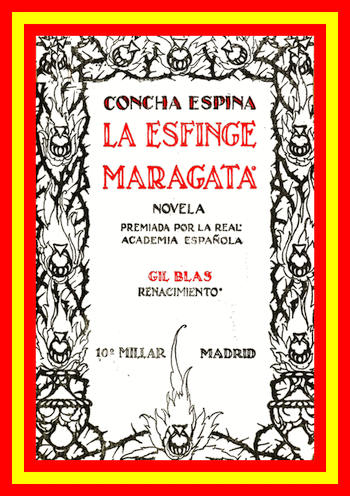 CONCHA ESPINA
LA ESFINGE
MARAGATA
NOVELA
PREMIADA POR LA REAL
ACADEMIA ESPAÑOLA
GIL BLAS
RENACIMIENTO
10º MILLAR MADRID